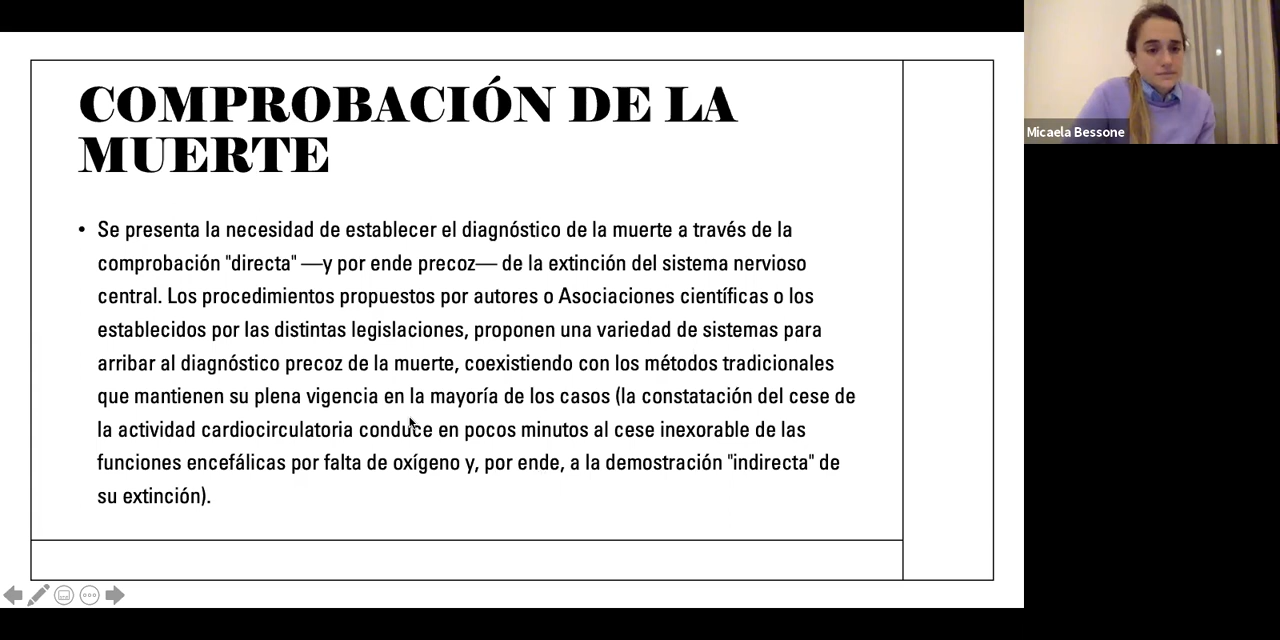 COMPROBACIÓN DE LA
MUERTE
• Se presenta la necesidad de establecer el diagnóstico de la muerte a través de la
comprobación "directa" —y por ende precoz— de la extinción del sistema nervioso
central. Los procedimientos propuestos por autores o Asociaciones científicas o los
establecidos por las distintas legislaciones, proponen una variedad de sistemas para
arribar al diagnóstico precoz de la muerte, coexistiendo con los métodos tradicionales
que mantienen su plena vigencia en la mayoría de los casos (la constatación del cese de
la actividad cardiocirculatoria conduce en pocos minutos al cese inexorable de las
funciones encefálicas por falta de oxígeno y, por ende, a la demostración "indirecta" de
su extinción).
Micaela Bessone